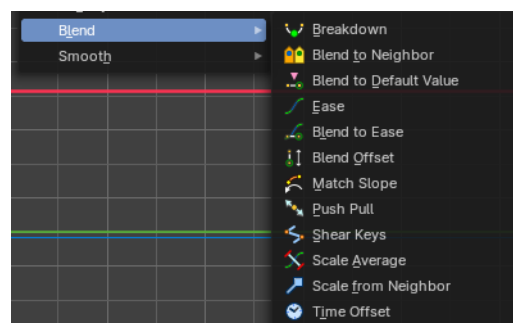 Blend
Smooth
Breakdown
Blend to Neighbor
Blend to Default Value
Ease
Blend to Ease
Blend Offset
Match Slope
Push Pull
Shear Keys
Scale Average
Scale from Neighbor
Time Offset